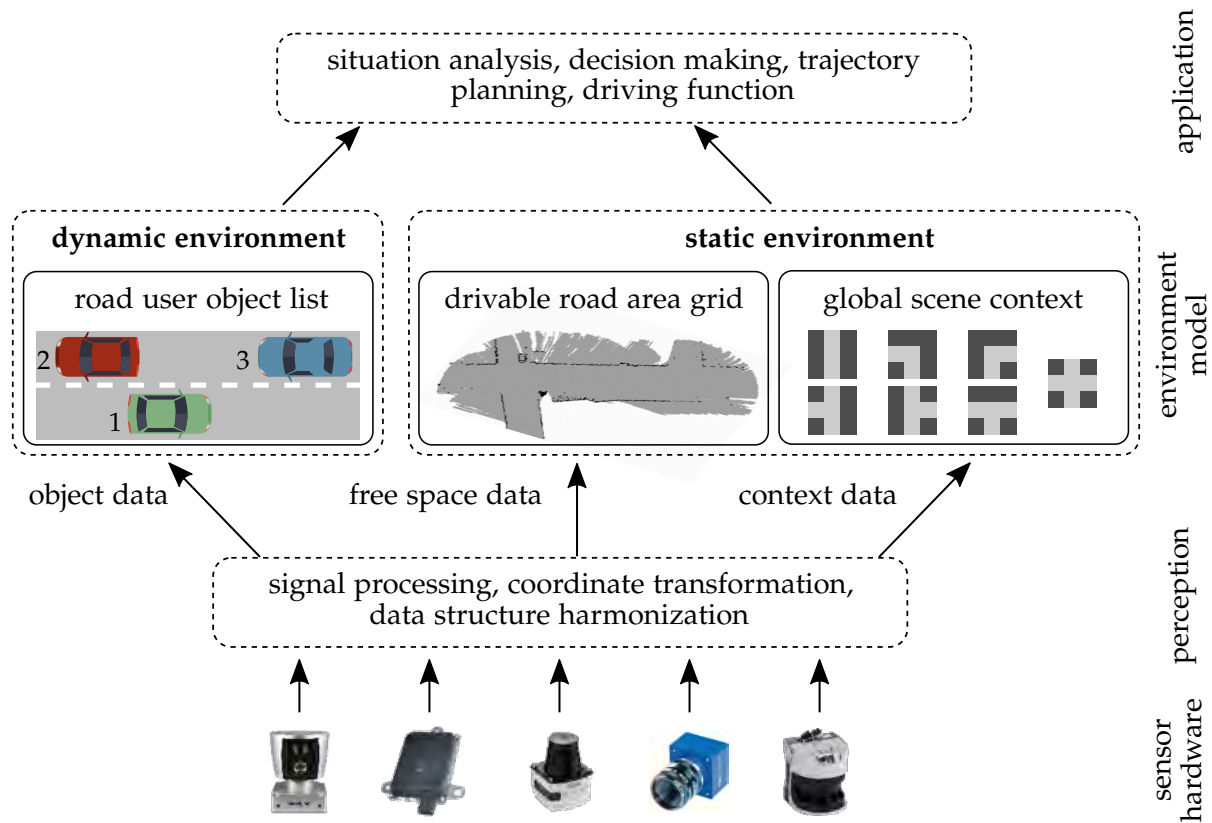 situation analysis, decision making, trajectory
planning, driving function
application
dynamic environment
static environment
road user object list
drivable road area grid
global scene context
2
3
1
environment
model
object data
free space data
context data
signal processing, coordinate transformation,
data structure harmonization
perception
sensor
hardware